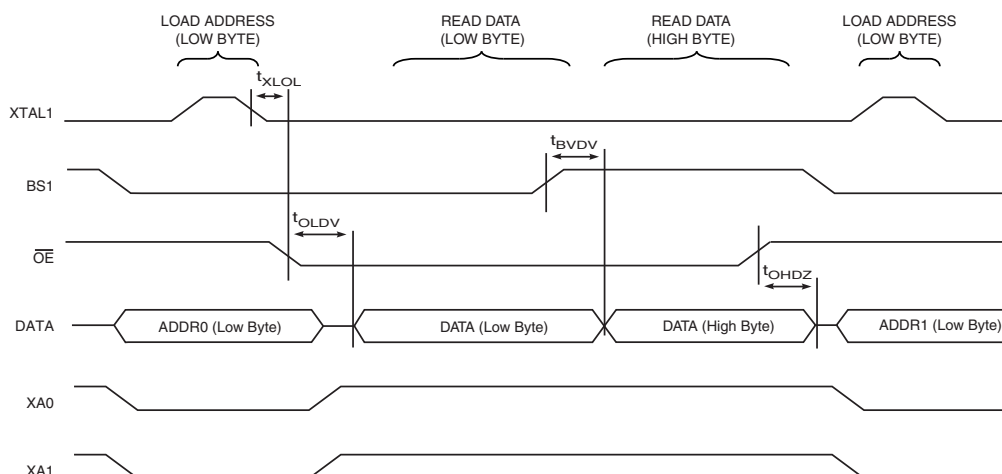 LOAD ADDRESS
(LOW BYTE)
READ DATA
(LOW BYTE)
READ DATA
(HIGH BYTE)
LOAD ADDRESS
(LOW BYTE)
tXLOL
XTAL1
tBVDV
BS1
tOLDV
OE
tOHDZ
DATA
ADDR0 (Low Byte)
DATA (Low Byte)
DATA (High Byte)
ADDR1 (Low Byte)
XA0
XA1